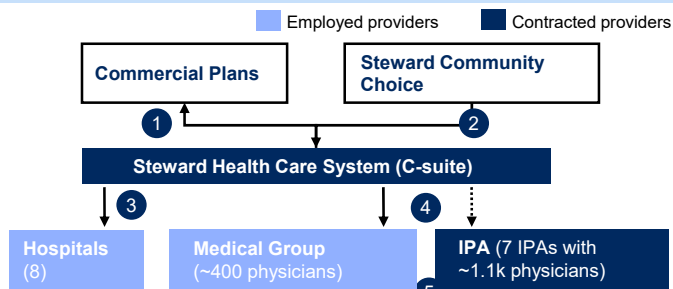 Employed providers
Contracted providers
Commercial Plans
Steward Community
Choice
1
2
Steward Health Care System (C-suite)
3
4
Hospitals
(8)
Medical Group
(~400 physicians)
IPA (7 IPAs with
~1.1k physicians)